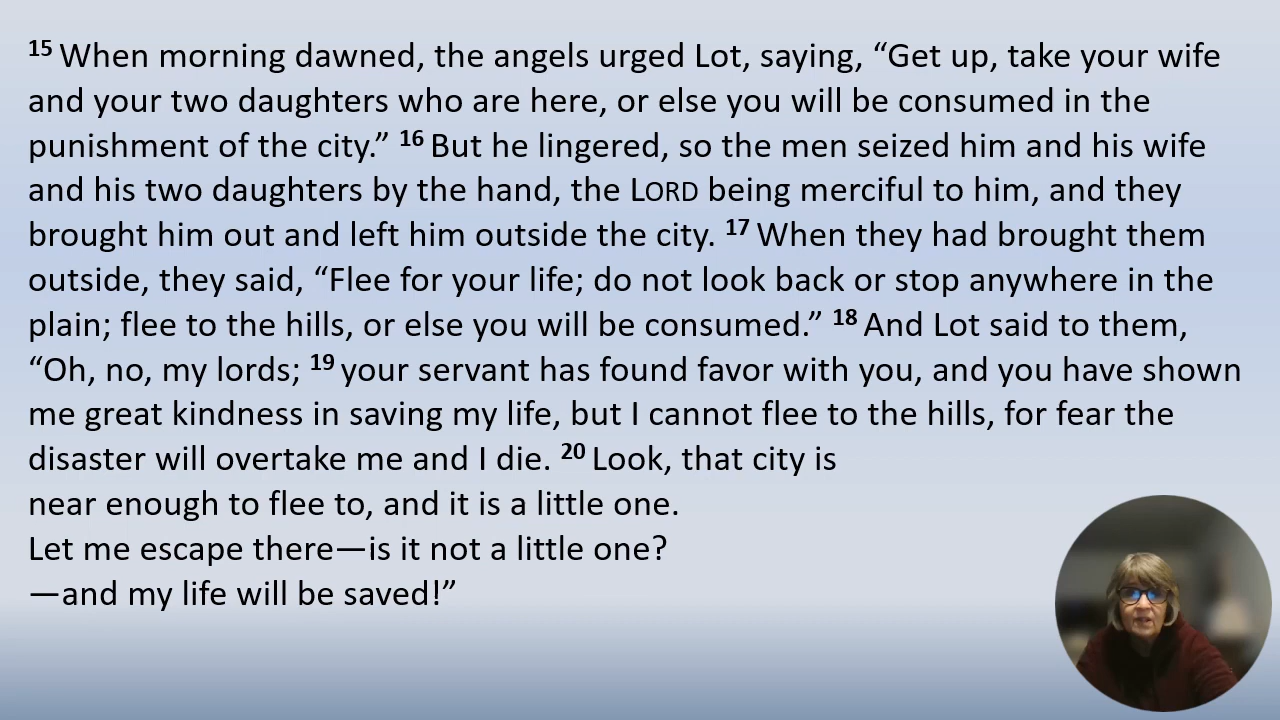 15 When morning dawned, the angels urged Lot, saying, “Get up, take your wife
and your two daughters who are here, or else you will be consumed in the
punishment of the city.” 16 But he lingered, so the men seized him and his wife
and his two daughters by the hand, the LORD being merciful to him, and they
brought him out and left him outside the city. 17 When they had brought them
outside, they said, “Flee for your life; do not look back or stop anywhere in the
plain; flee to the hills, or else you will be consumed.” 18 And Lot said to them,
“Oh, no, my lords; 19 your servant has found favor with you, and you have shown
me great kindness in saving my life, but I cannot flee to the hills, for fear the
disaster will overtake me and I die. 20 Look, that city is
near enough to flee to, and it is a little one.
Let me escape there—is it not a little one?
—and my life will be saved!”